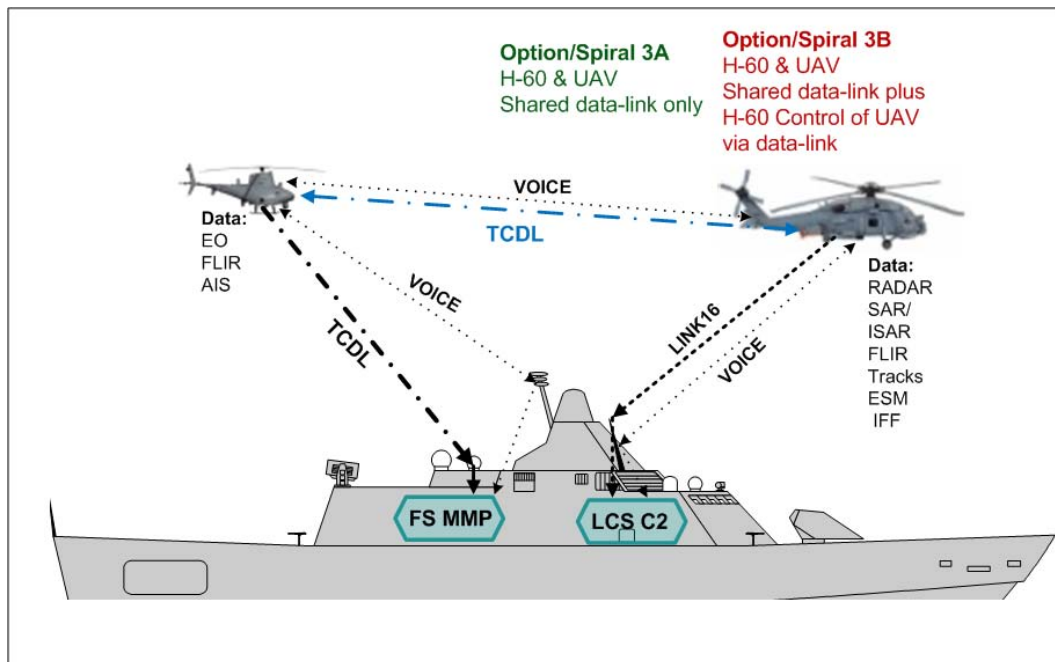 Option/Spiral 3A
H-60 & UAV
Shared data-link only
Option/Spiral 3B
H-60 & UAV
Shared data-link plus
H-60 Control of UAV
via data-link
VOICE
TCDL
Data:
EO
FLIR
AIS
VOICE
TCDL
LINK16
VOICE
Data:
RADAR
SAR/
ISAR
FLIR
Tracks
ESM
IFF
FS MMP
LCS C2